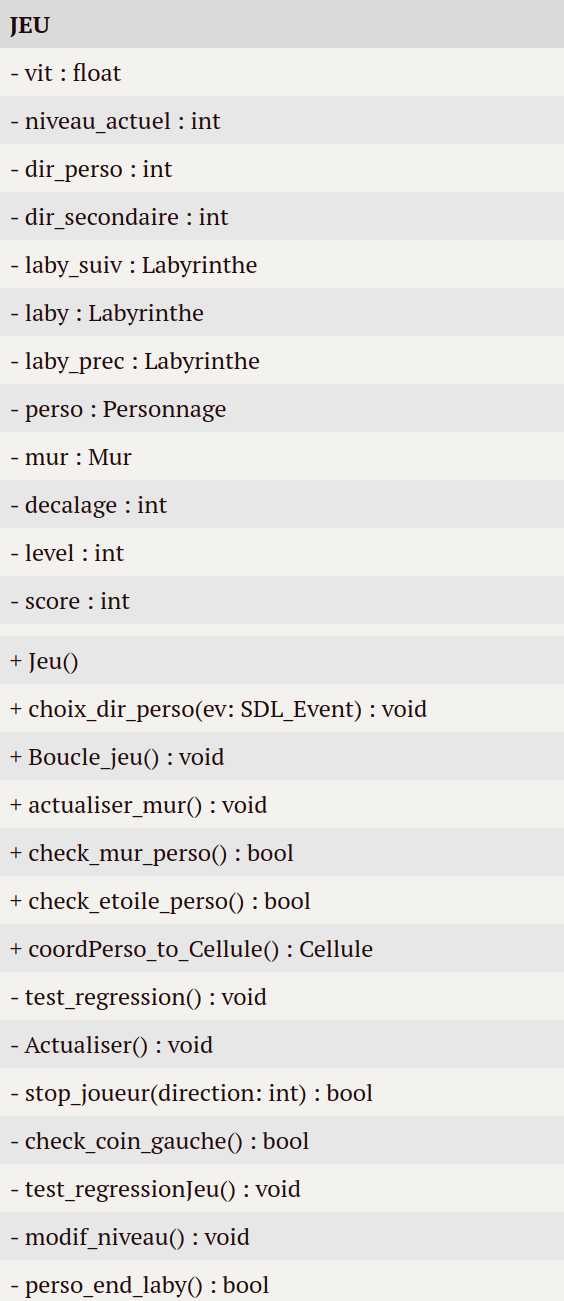 JEU
- vit : float
- niveau_actuel : int
- dir_perso : int
- dir_secondaire : int
- laby_suiv : Labyrinthe
- laby : Labyrinthe
- laby_prec : Labyrinthe
- perso : Personnage
- mur : Mur
- decalage : int
- level : int
- score : int
+ Jeu()
+ choix_dir_perso(ev: SDL_Event) : void
+ Boucle_jeu() : void
+ actualiser_mur() : void
+ check_mur_perso() : bool
+ check_etoile_perso() : bool
+ coordPerso_to_Cellule() : Cellule
- test_regression() : void
- Actualiser() : void
- stop_joueur(direction: int) : bool
- check_coin_gauche() : bool
- test_regressionJeu() : void
- modif_niveau() : void
- perso_end_laby() : bool